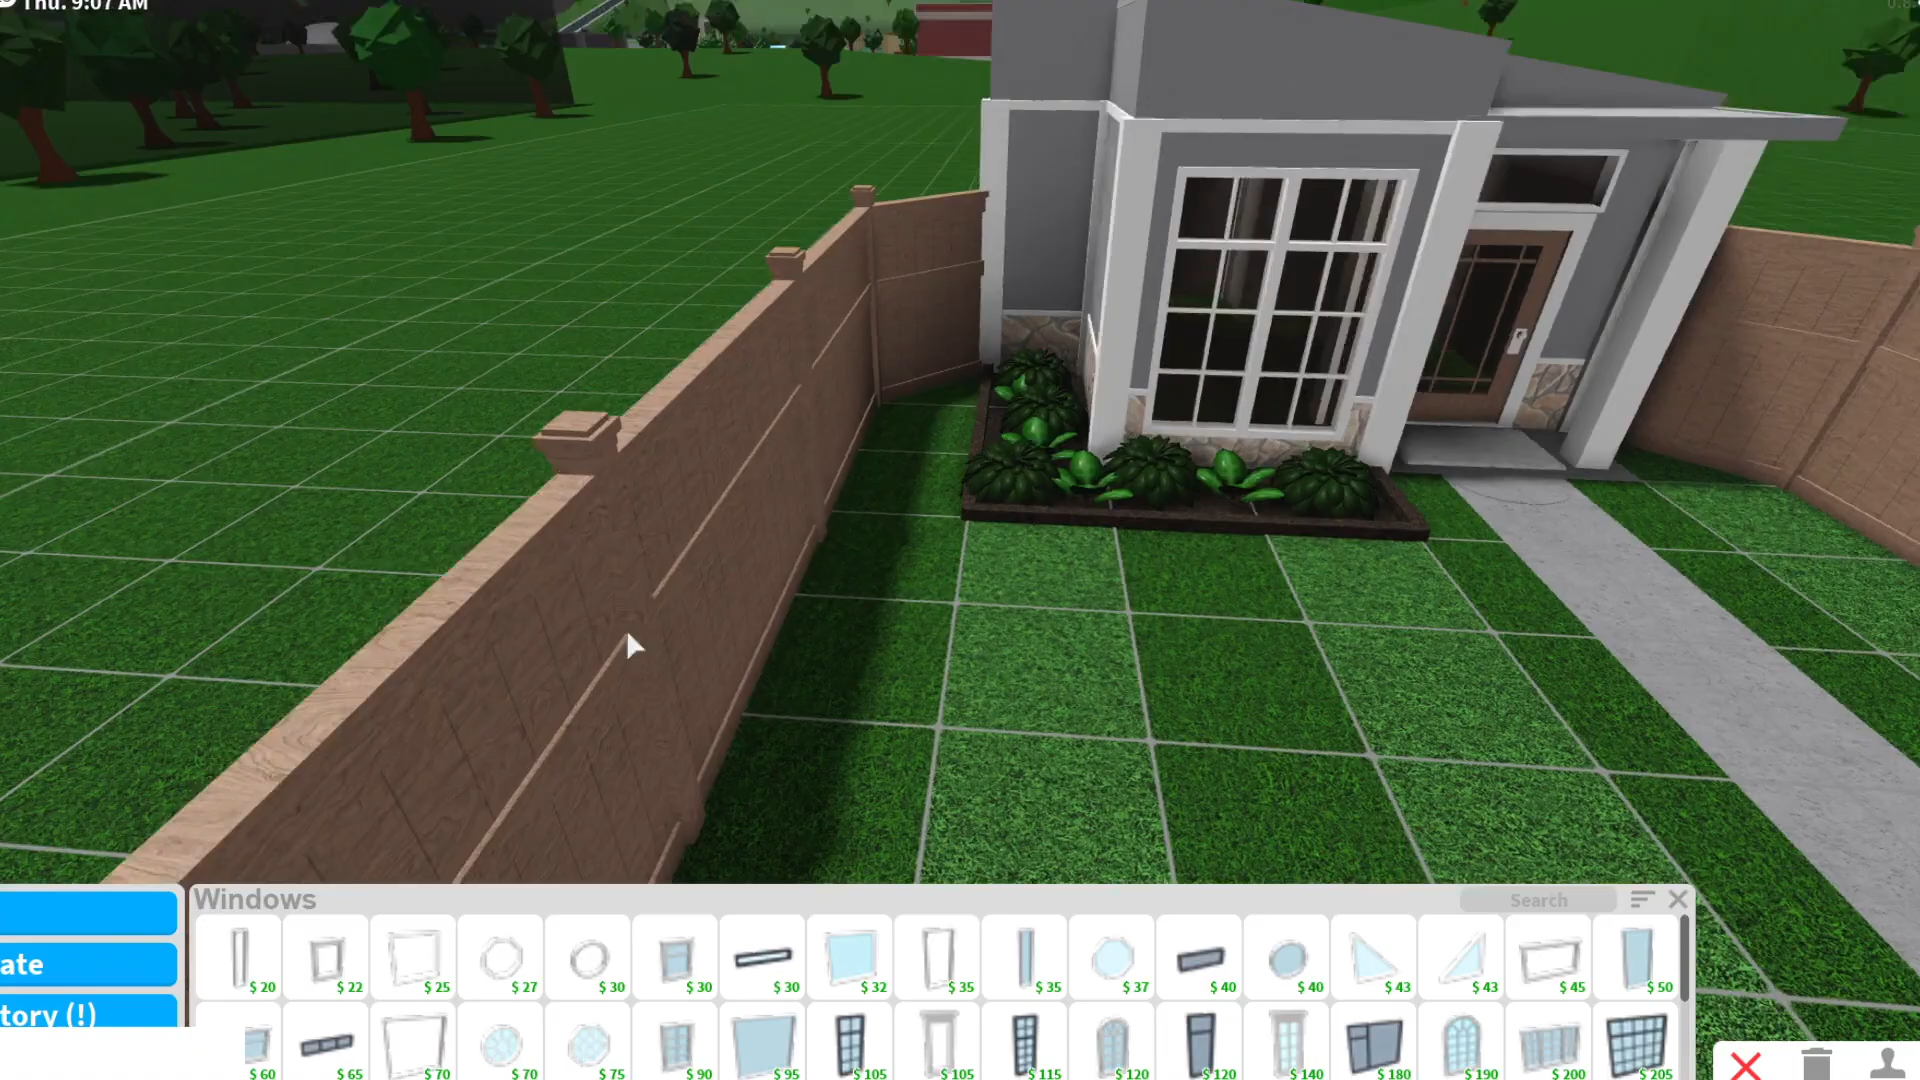 Thu. 9:07 AM
Windows
Search
ate
tory (!)
$ 20 $ 22 $ 25 $ 27 $ 30 $ 30 $ 30 $ 32 $ 35 $ 35 $ 37 $ 40 $ 40 $ 43 $ 43 $ 45 $ 50
$ 60 $ 65 $ 70 $ 70 $ 75 $ 90 $ 95 $ 105 $ 105 $ 115 $ 120 $ 120 $ 140 $ 180 $ 190 $ 200 $ 205